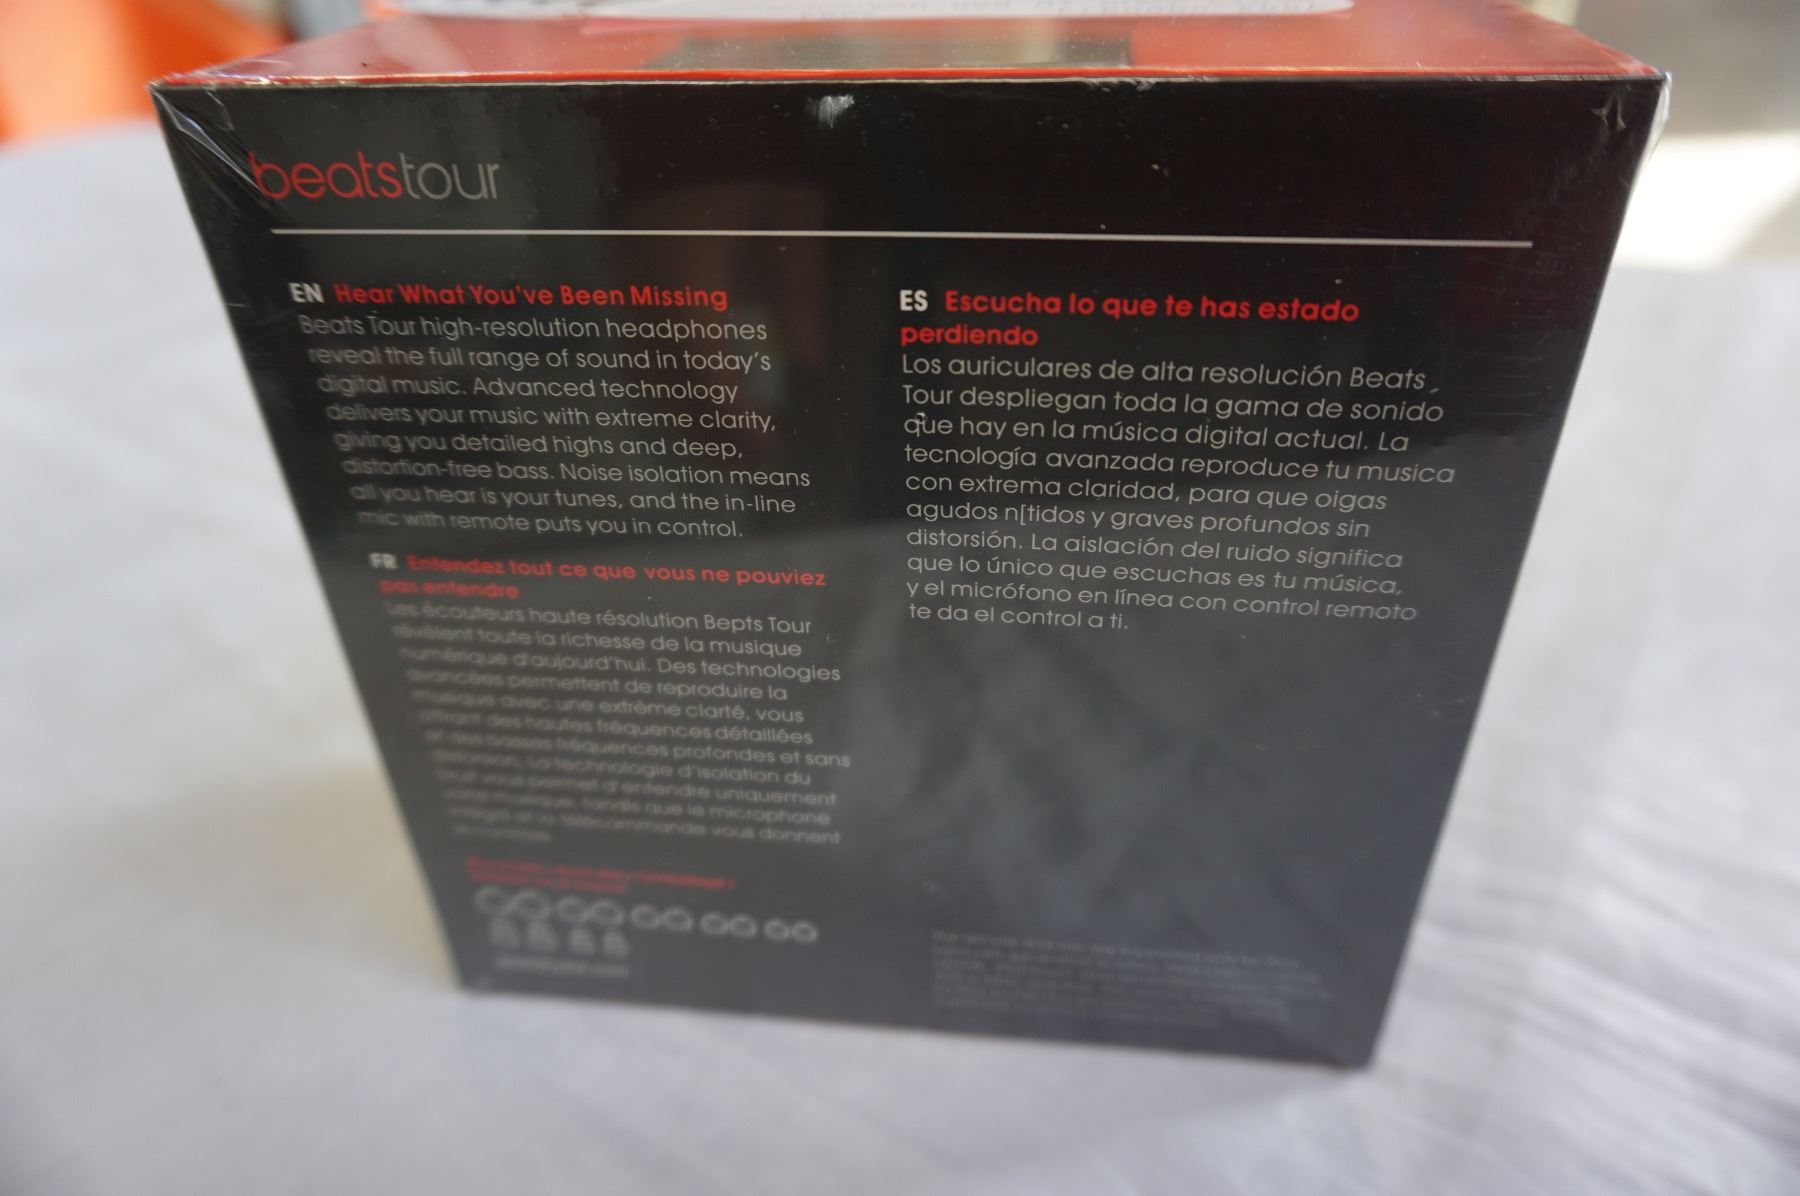 beatstour
EN Hear What You've Been Missing
Beats Tour high-resolution headphones
reveal the full range of sound in today's
digital music. Advanced technology
delivers your music with extreme clarity,
giving you detailed highs and deep,
distortion-free bass. Noise isolation means
all you hear is your tunes, and the in-line
mic with remote puts you in control.
FR Entendez tout ce que vous ne pouviez
pas entendre
Les écouteurs haute résolution Bepts Tour
révèlent toute la richesse de la musique
numérique d'aujourd'hui. Des technologies
avancées permettent de reproduire la
musique avec une extrême clarté, vous
offrant des hautes fréquences détaillées
et des basses fréquences profondes et sans
distorsion. La technologie d'isolation du
bruit vous permet d'entendre uniquement
votre musique, tandis que le microphone
intégré et la télécommande vous donnent
le contrôle.
ES Escucha lo que te has estado
perdiendo
Los auriculares de alta resolución Beats
Tour despliegan toda la gama de sonido
que hay en la música digital actual. La
tecnología avanzada reproduce tu musica
con extrema claridad, para que oigas
agudos n[tidos y graves profundos sin
distorsión. La aislación del ruido significa
que lo único que escuchas es tu música,
y el micrófono en línea con control remoto
te da el control a ti.